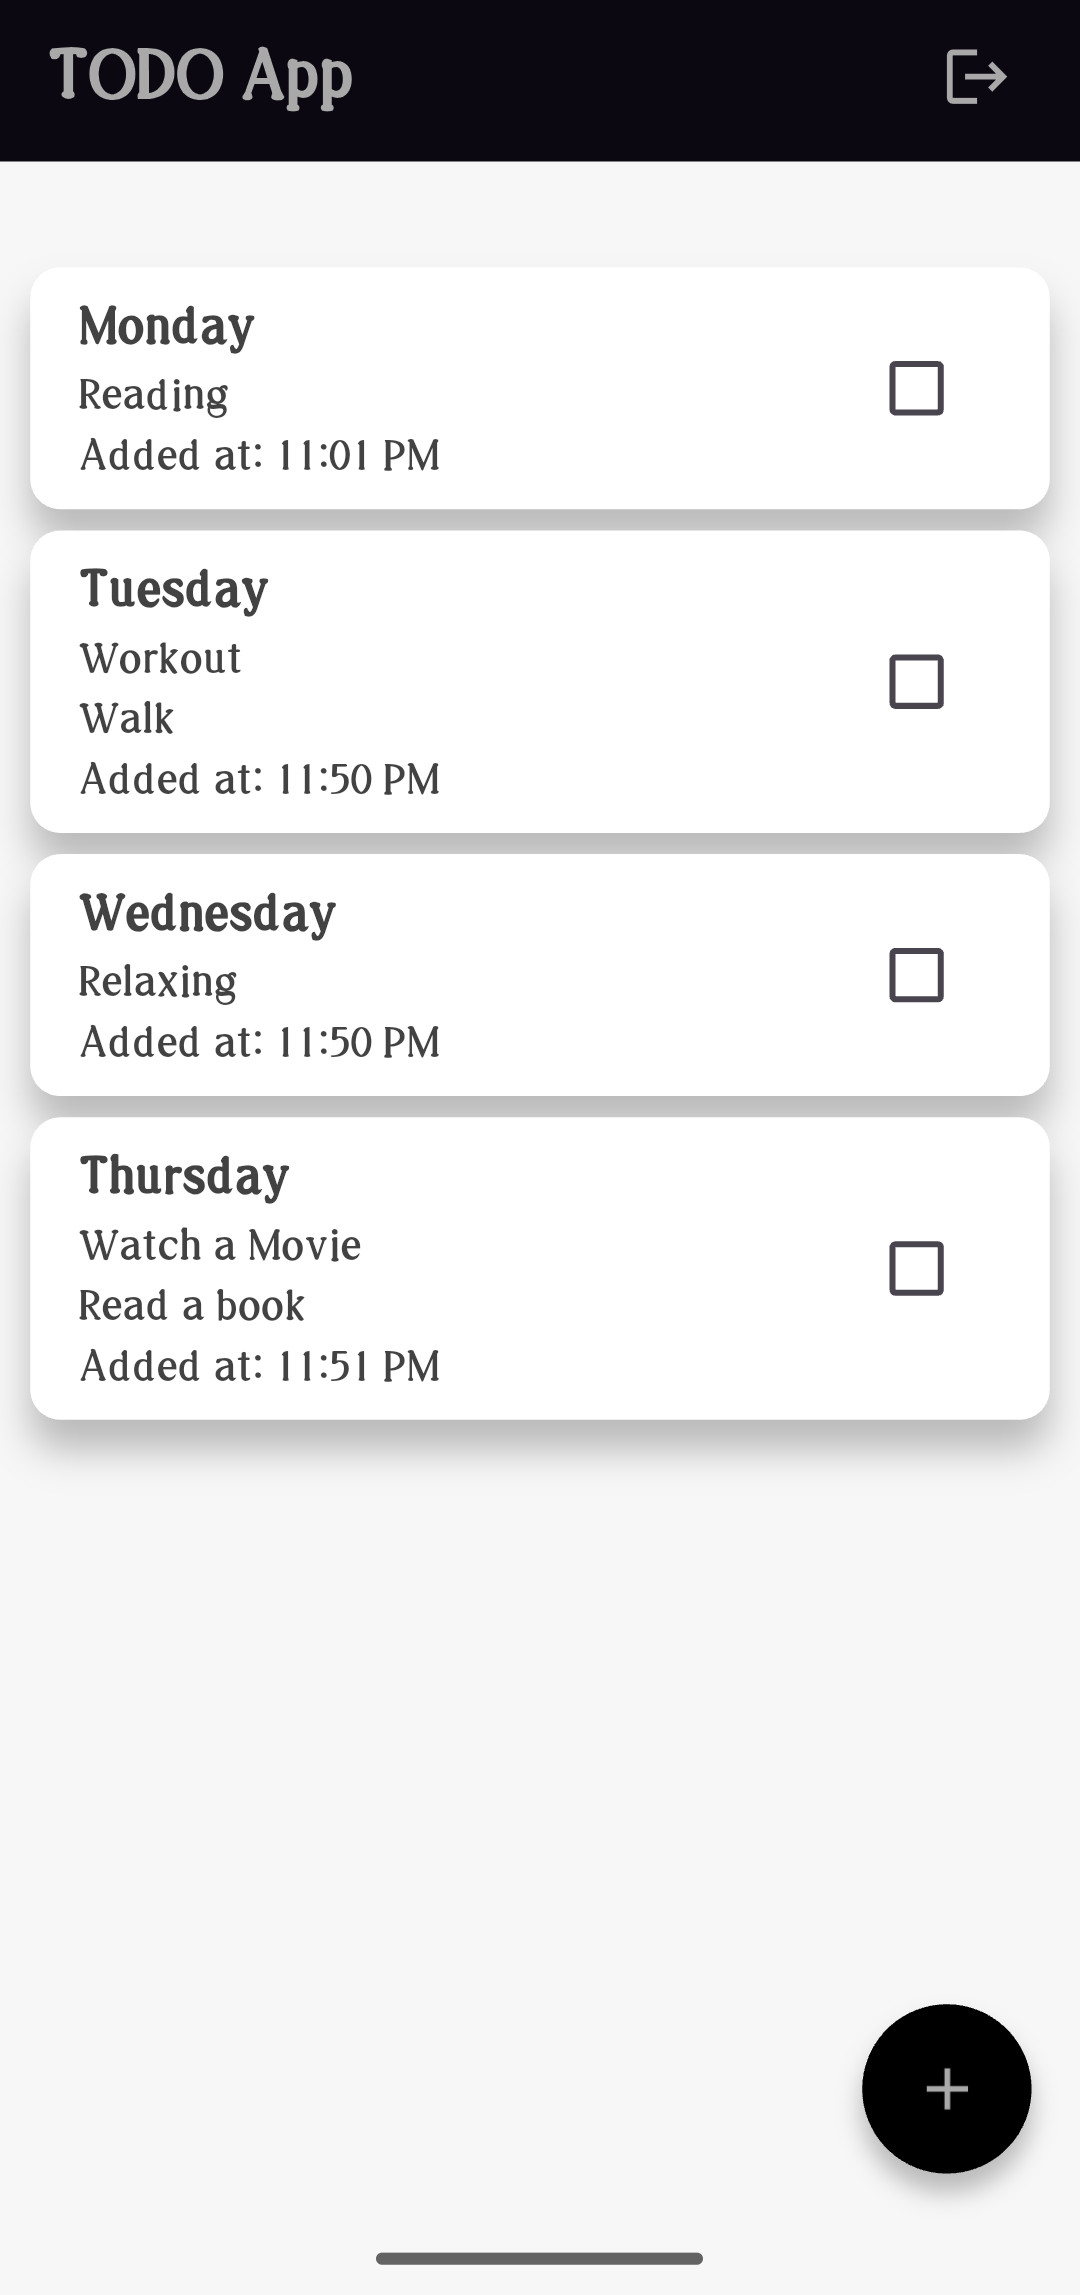 TODO App
Monday
Reading
Added at: 11:01 PM
Tuesday
Workout
Walk
Added at: 11:50 PM
Wednesday
Relaxing
Added at: 11:50 PM
Thursday
Watch a Movie
Read a book
Added at: 11:51 PM